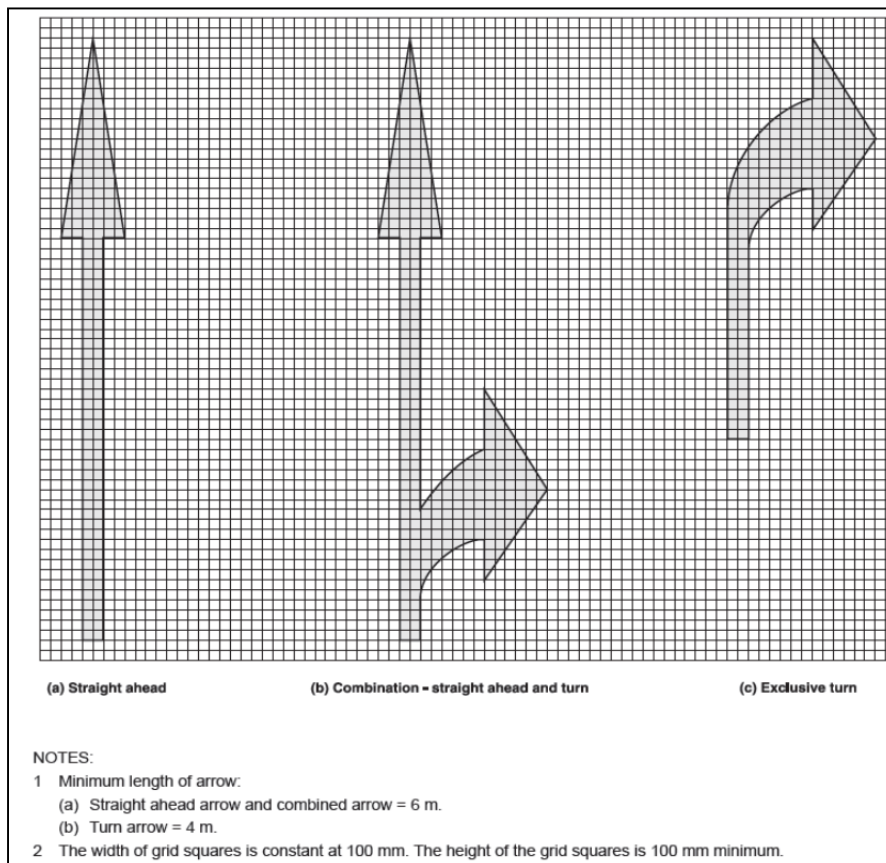 (a) Straight ahead (b) Combination - straight ahead and turn (c) Exclusive turn
NOTES:
1 Minimum length of arrow:
(a) Straight ahead arrow and combined arrow = 6 m.
(b) Turn arrow = 4 m.
2 The width of grid squares is constant at 100 mm. The height of the grid squares is 100 mm minimum.